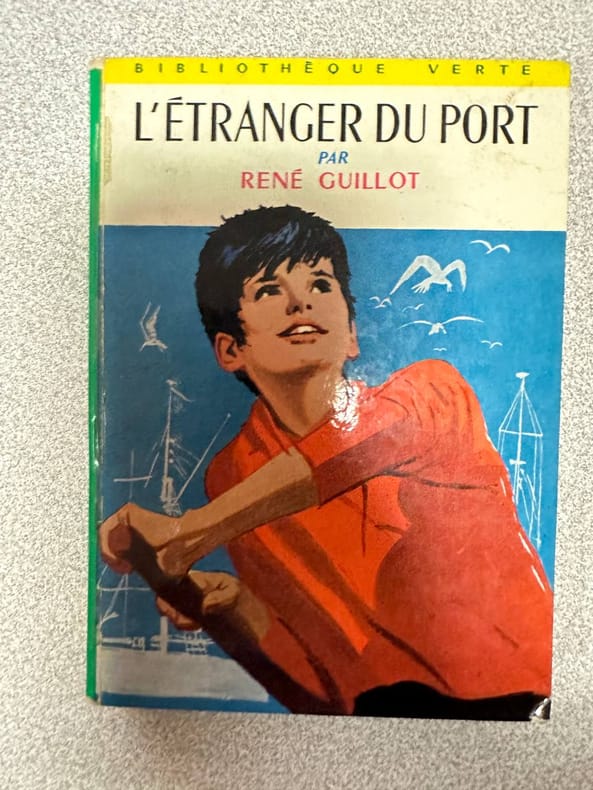 BIBLIOTHÈQUE VERTE
L'ÉTRANGER DU PORT
PAR
RENÉ GUILLOT